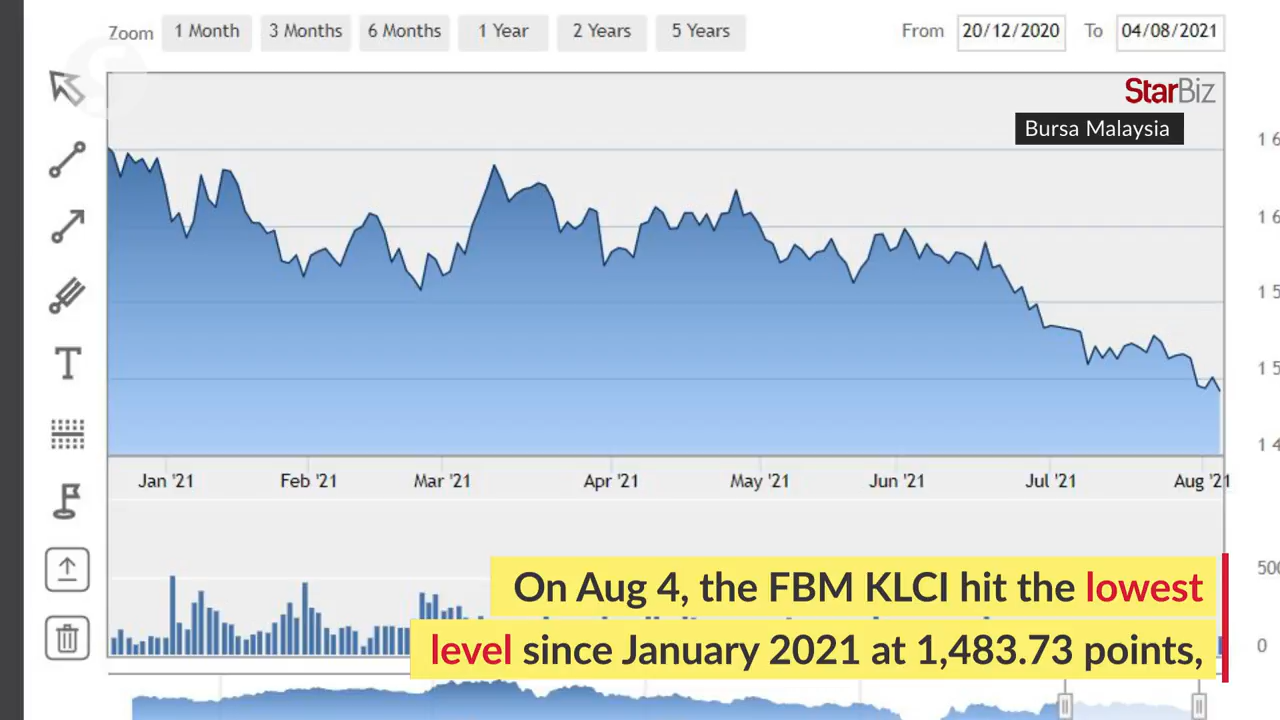 Zoom 1 Month 3 Months 6 Months 1 Year 2 Years 5 Years From 20/12/2020 To 04/08/2021
StarBiz
Bursa Malaysia
Jan '21 Feb '21 Mar '21 Apr '21 May '21 Jun '21 Jul '21 Aug '21
On Aug 4, the FBM KLCI hit the lowest
level since January 2021 at 1,483.73 points,
0